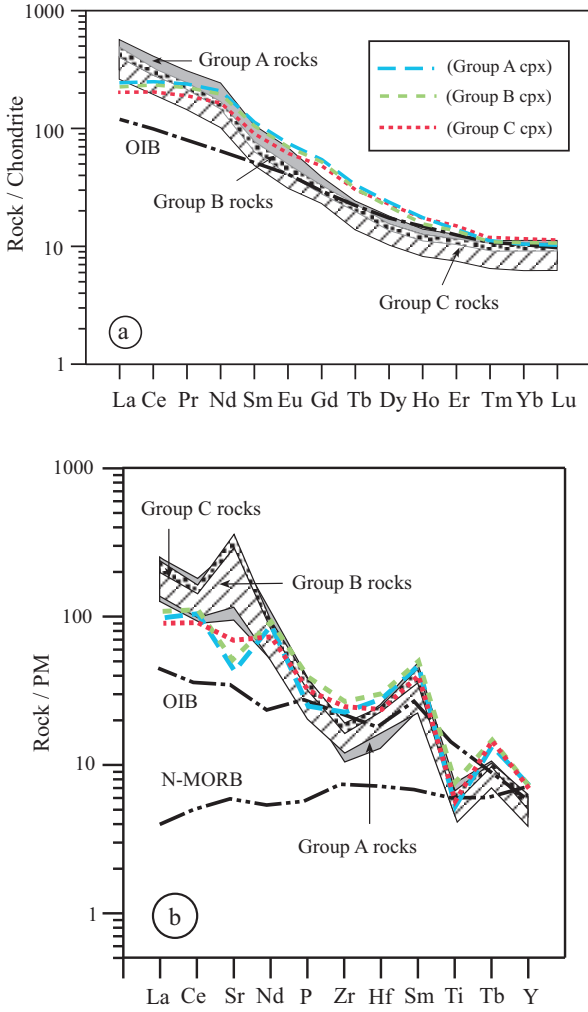 1000
Group A rocks
(Group A cpx)
(Group B cpx)
(Group C cpx)
100
OIB
Group B rocks
Rock / Chondrite
10
Group C rocks
a
1
La Ce Pr Nd Sm Eu Gd Tb Dy Ho Er Tm Yb Lu
1000
Group C rocks
Group B rocks
100
OIB
Rock / PM
N-MORB
10
Group A rocks
1
b
La Ce Sr Nd P Zr Hf Sm Ti Tb Y